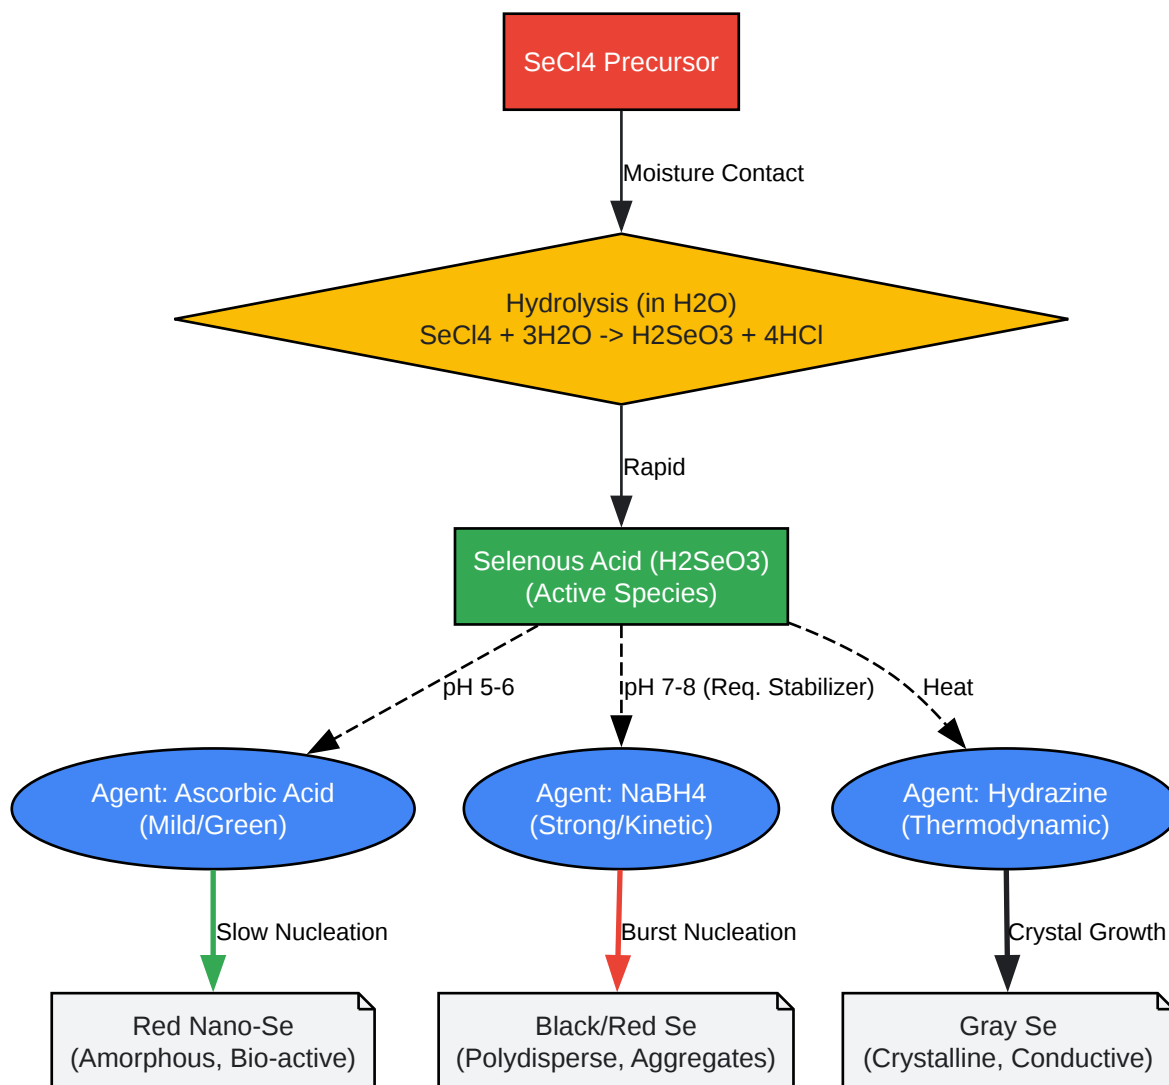 SeCl4 Precursor
Moisture Contact
Hydrolysis (in H2O)
SeCl4 + 3H2O -> H2SeO3 + 4HCl
Rapid
Selenous Acid (H2SeO3)
(Active Species)
pH 5-6
pH 7-8 (Req. Stabilizer)
Heat
Agent: Ascorbic Acid
(Mild/Green)
Agent: NaBH4
(Strong/Kinetic)
Agent: Hydrazine
(Thermodynamic)
Slow Nucleation
Burst Nucleation
Crystal Growth
Red Nano-Se
(Amorphous, Bio-active)
Black/Red Se
(Polydisperse, Aggregates)
Gray Se
(Crystalline, Conductive)